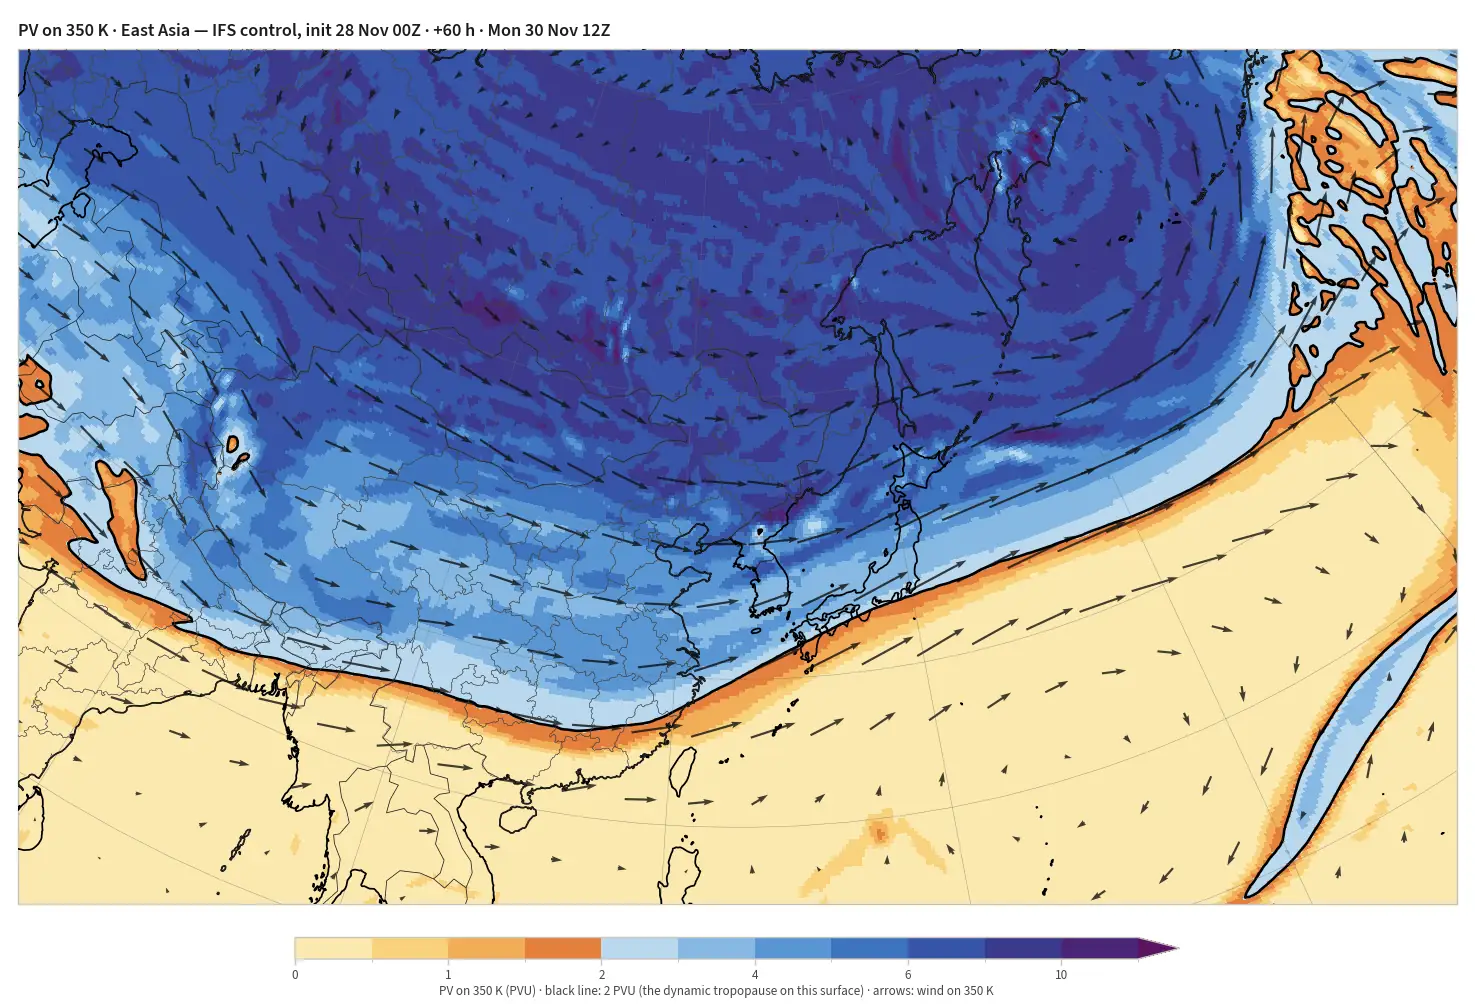 PV on 350 K · East Asia — IFS control, init 28 Nov 00Z · +60 h · Mon 30 Nov 12Z
0 1 2 4 6 10
PV on 350 K (PVU) · black line: 2 PVU (the dynamic tropopause on this surface) · arrows: wind on 350 K